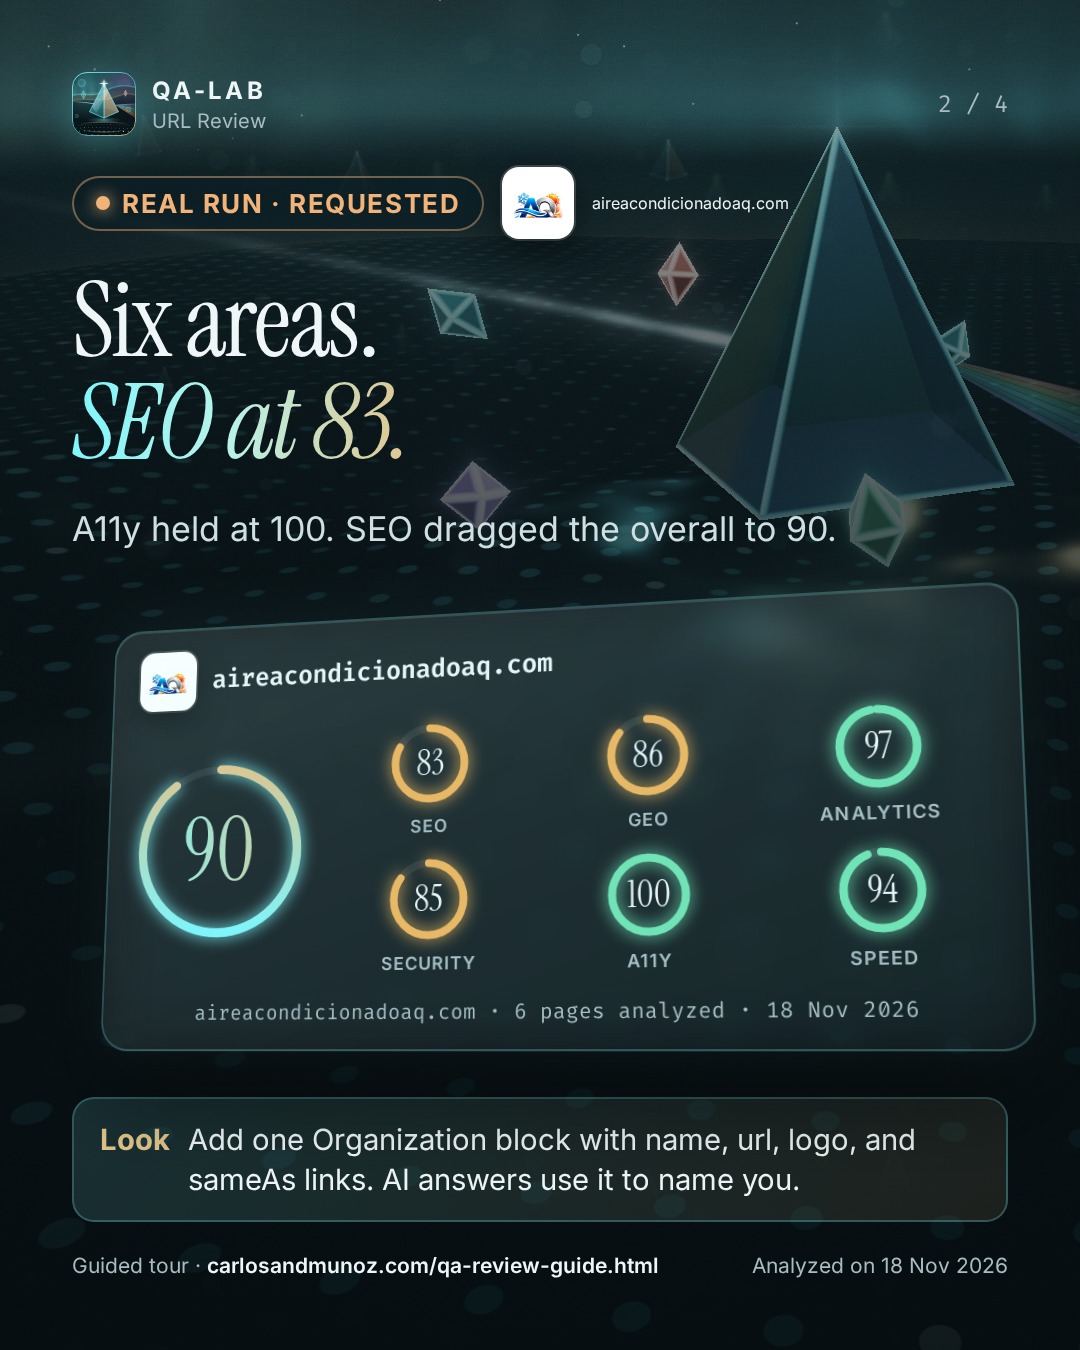 QA-LAB
URL Review
2 / 4
REAL RUN · REQUESTED
AQ
aireacondicionadoaq.com
Six areas.
SEO at 83.
A11y held at 100. SEO dragged the overall to 90.
AQ
aireacondicionadoaq.com
90
83
SEO
86
GEO
97
ANALYTICS
85
SECURITY
100
A11Y
94
SPEED
aireacondicionadoaq.com · 6 pages analyzed · 18 Nov 2026
Look Add one Organization block with name, url, logo, and
sameAs links. AI answers use it to name you.
Guided tour · carlosandmunoz.com/qa-review-guide.html
Analyzed on 18 Nov 2026